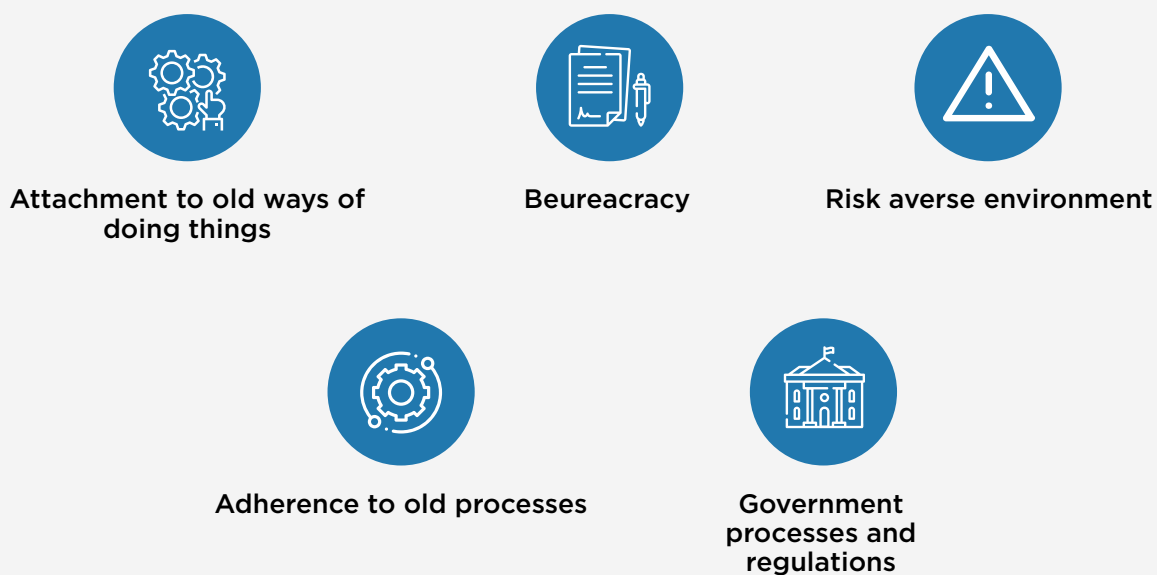 Attachment to old ways of
doing things
Beureacracy
Risk averse environment
Adherence to old processes
Government
processes and
regulations